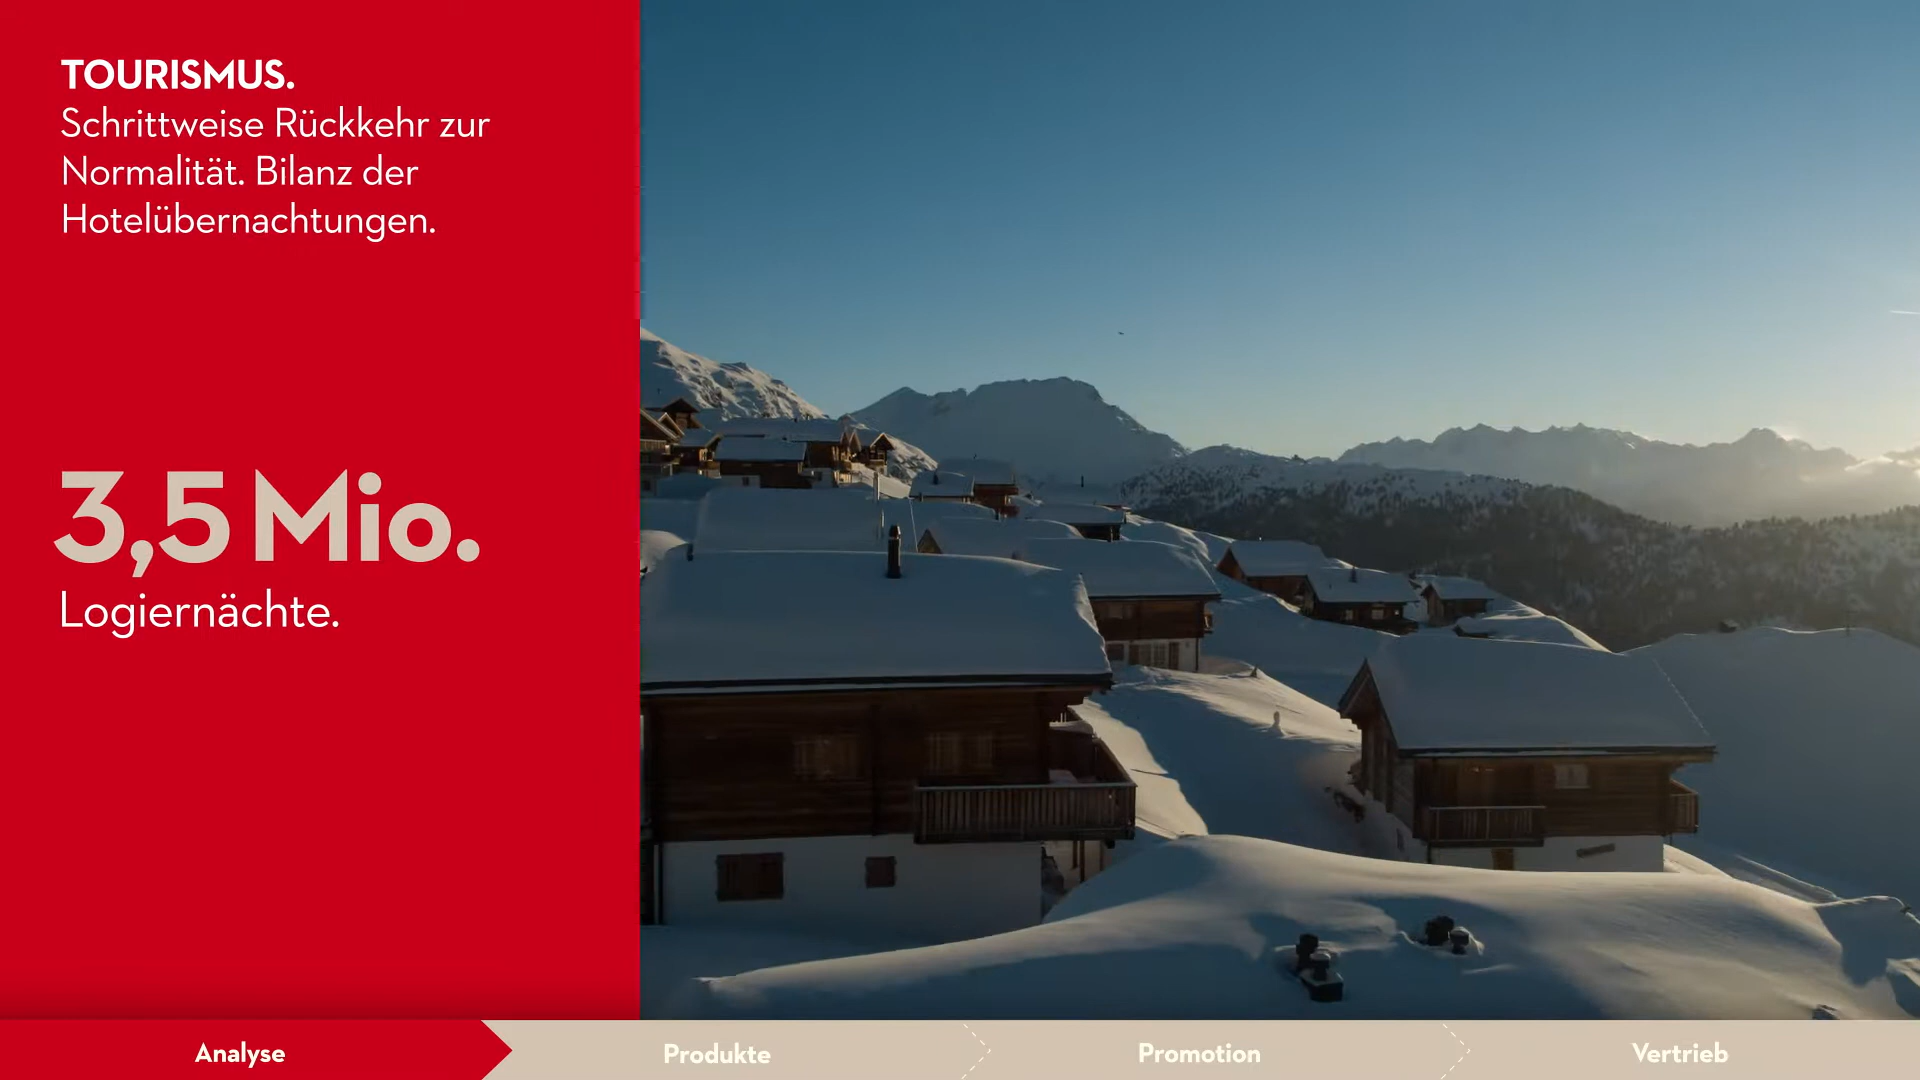 TOURISMUS.
Schrittweise Rückkehr zur
Normalität. Bilanz der
Hotelübernachtungen.
3,5 Mio.
Logiernächte.
Analyse
Produkte
Promotion
Vertrieb